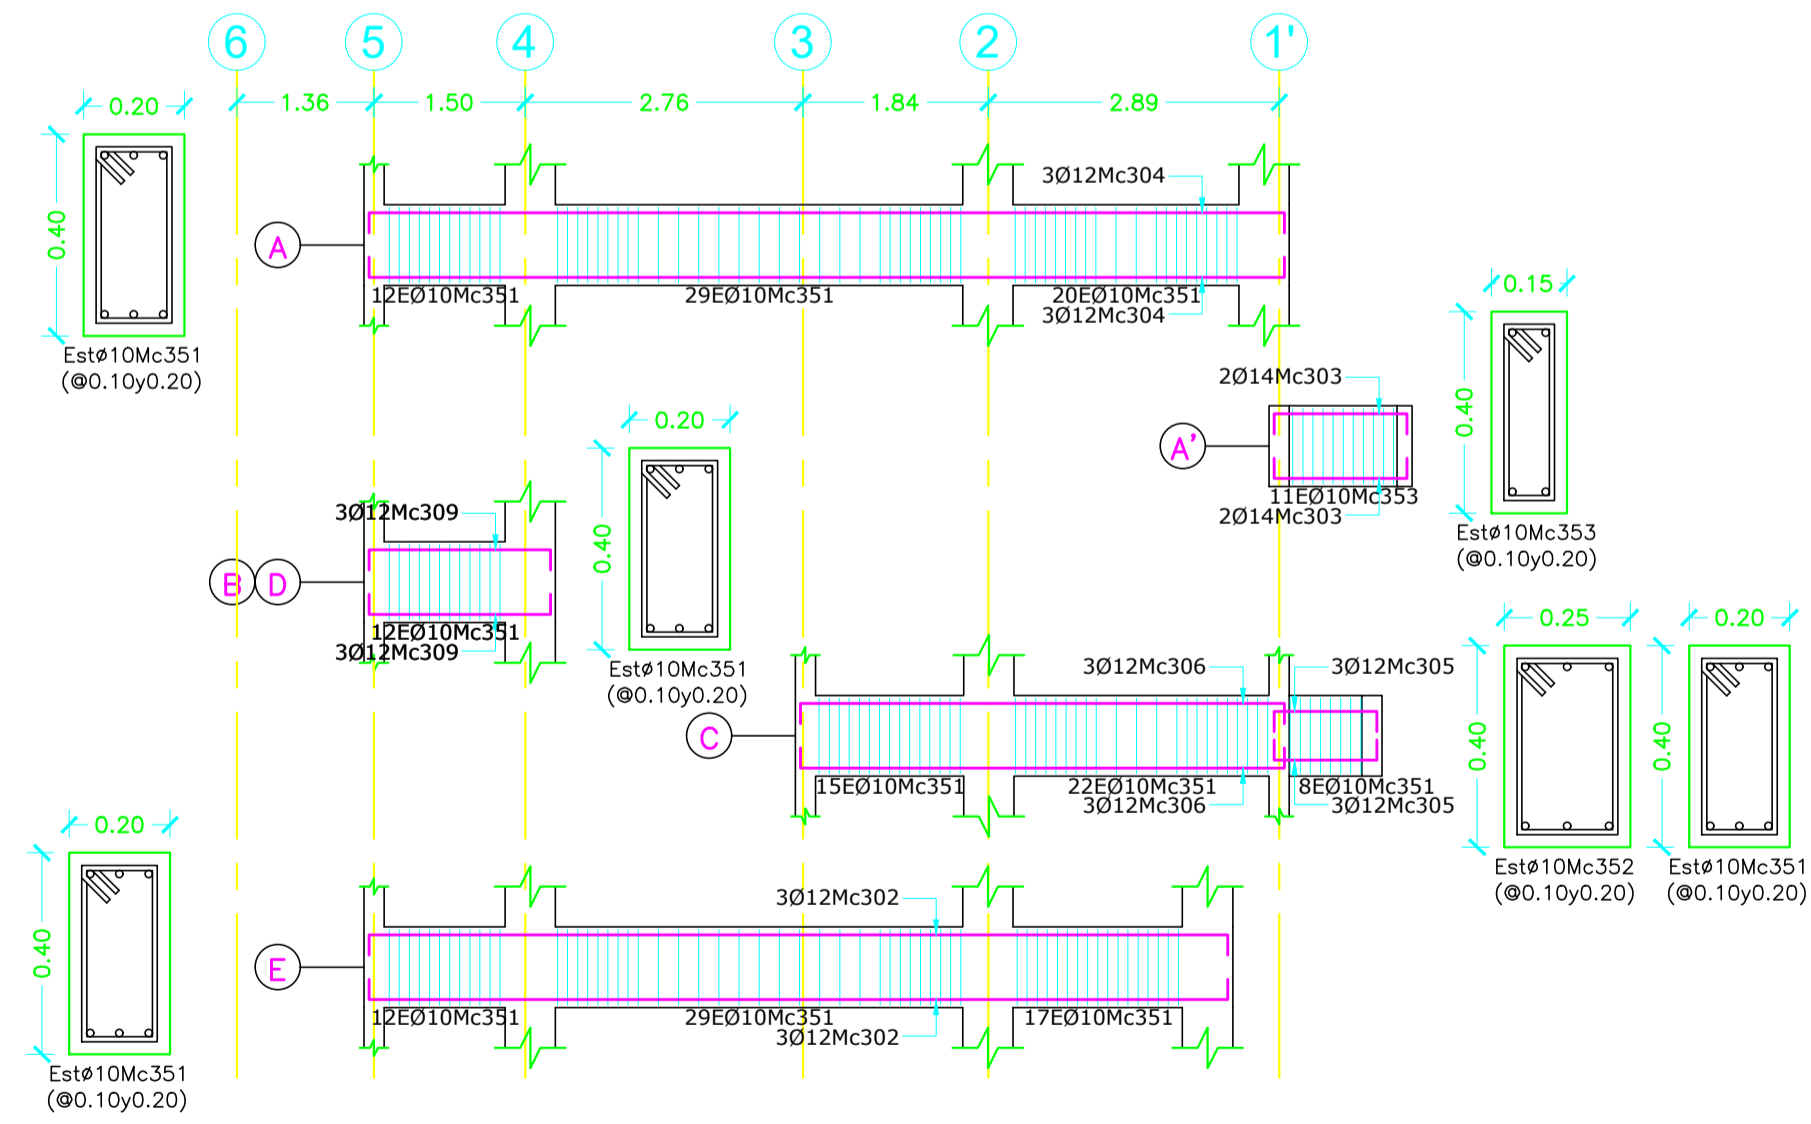 6 5 4 3 2 1'
1.36 1.50 2.76 1.84 2.89
0.20
0.40
Estø10Mc351
(@0.10y0.20)
A
3Ø12Mc304
12EØ10Mc351 29EØ10Mc351 20EØ10Mc351
3Ø12Mc304
0.15
0.40
Estø10Mc353
(@0.10y0.20)
A'
2Ø14Mc303
11EØ10Mc353
2Ø14Mc303
0.20
0.40
Estø10Mc351
(@0.10y0.20)
B D
3Ø12Mc309
12EØ10Mc351
3Ø12Mc309
C
3Ø12Mc306 3Ø12Mc305
15EØ10Mc351 22EØ10Mc351 8EØ10Mc351
3Ø12Mc306 3Ø12Mc305
0.25
0.40
Estø10Mc352
(@0.10y0.20)
0.20
0.40
Estø10Mc351
(@0.10y0.20)
0.20
0.40
Estø10Mc351
(@0.10y0.20)
E
3Ø12Mc302
12EØ10Mc351 29EØ10Mc351 17EØ10Mc351
3Ø12Mc302